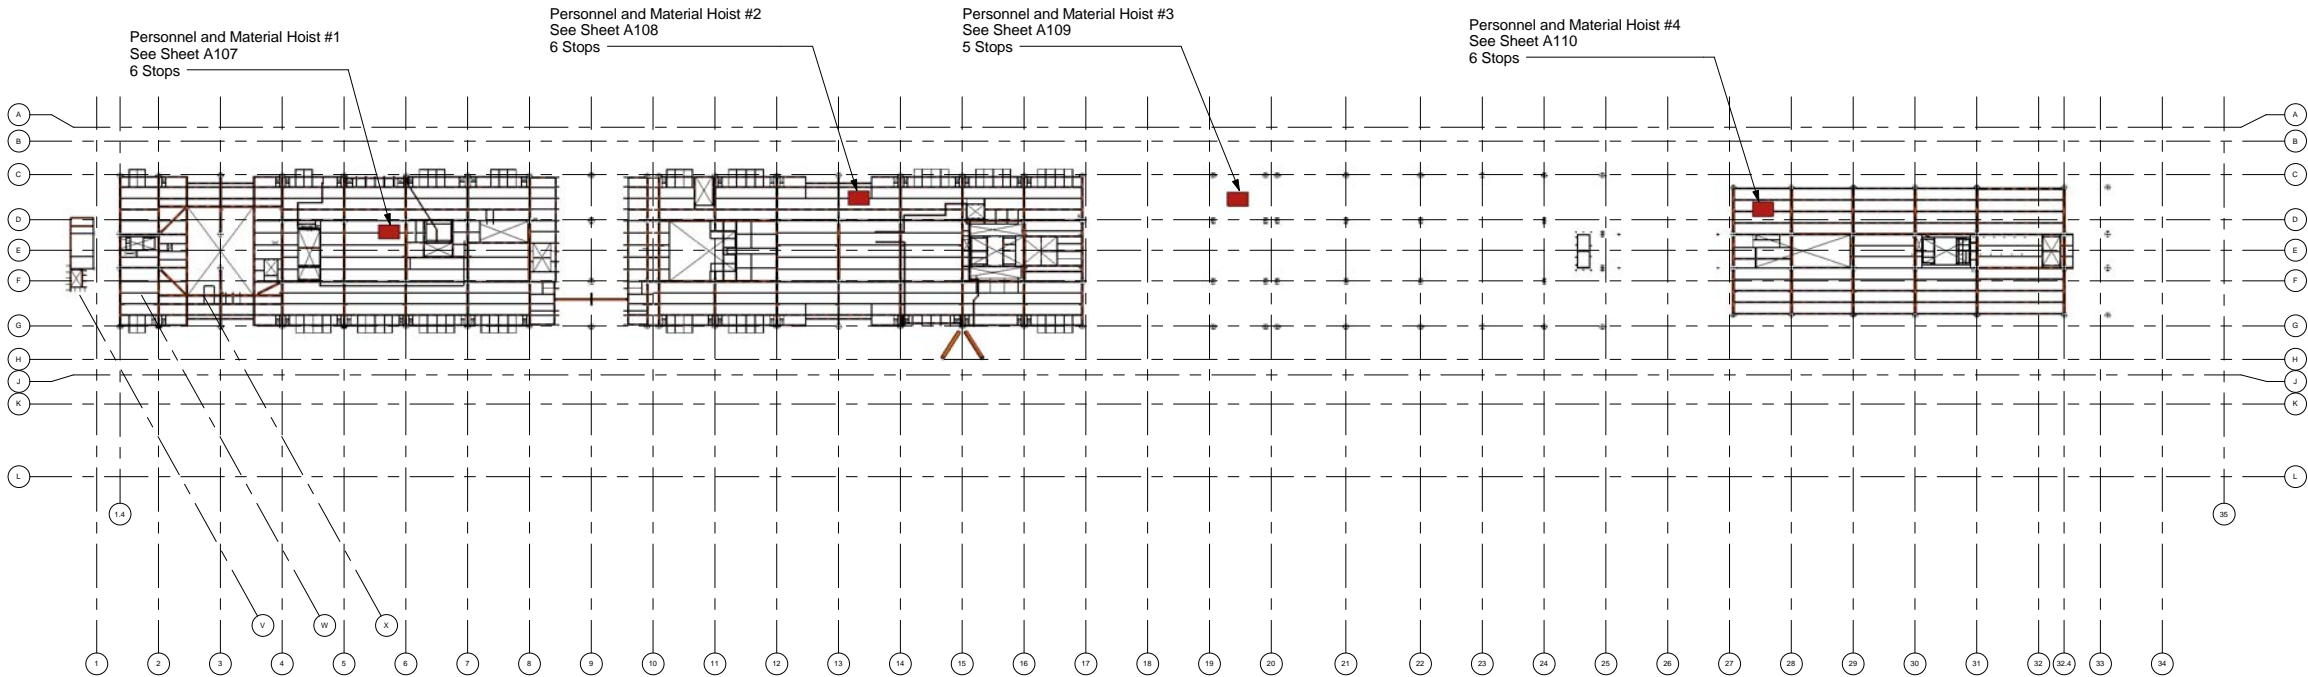 Personnel and Material Hoist #1
See Sheet A107
6 Stops
Personnel and Material Hoist #2
See Sheet A108
6 Stops
Personnel and Material Hoist #3
See Sheet A109
5 Stops
Personnel and Material Hoist #4
See Sheet A110
6 Stops
A A
B B
C C
D D
E E
F F
G G
H H
J J
K K
L L
1.4 35
V W X
1 2 3 4 5 6 7 8 9 10 11 12 13 14 15 16 17 18 19 20 21 22 23 24 25 26 27 28 29 30 31 32 32.4 33 34